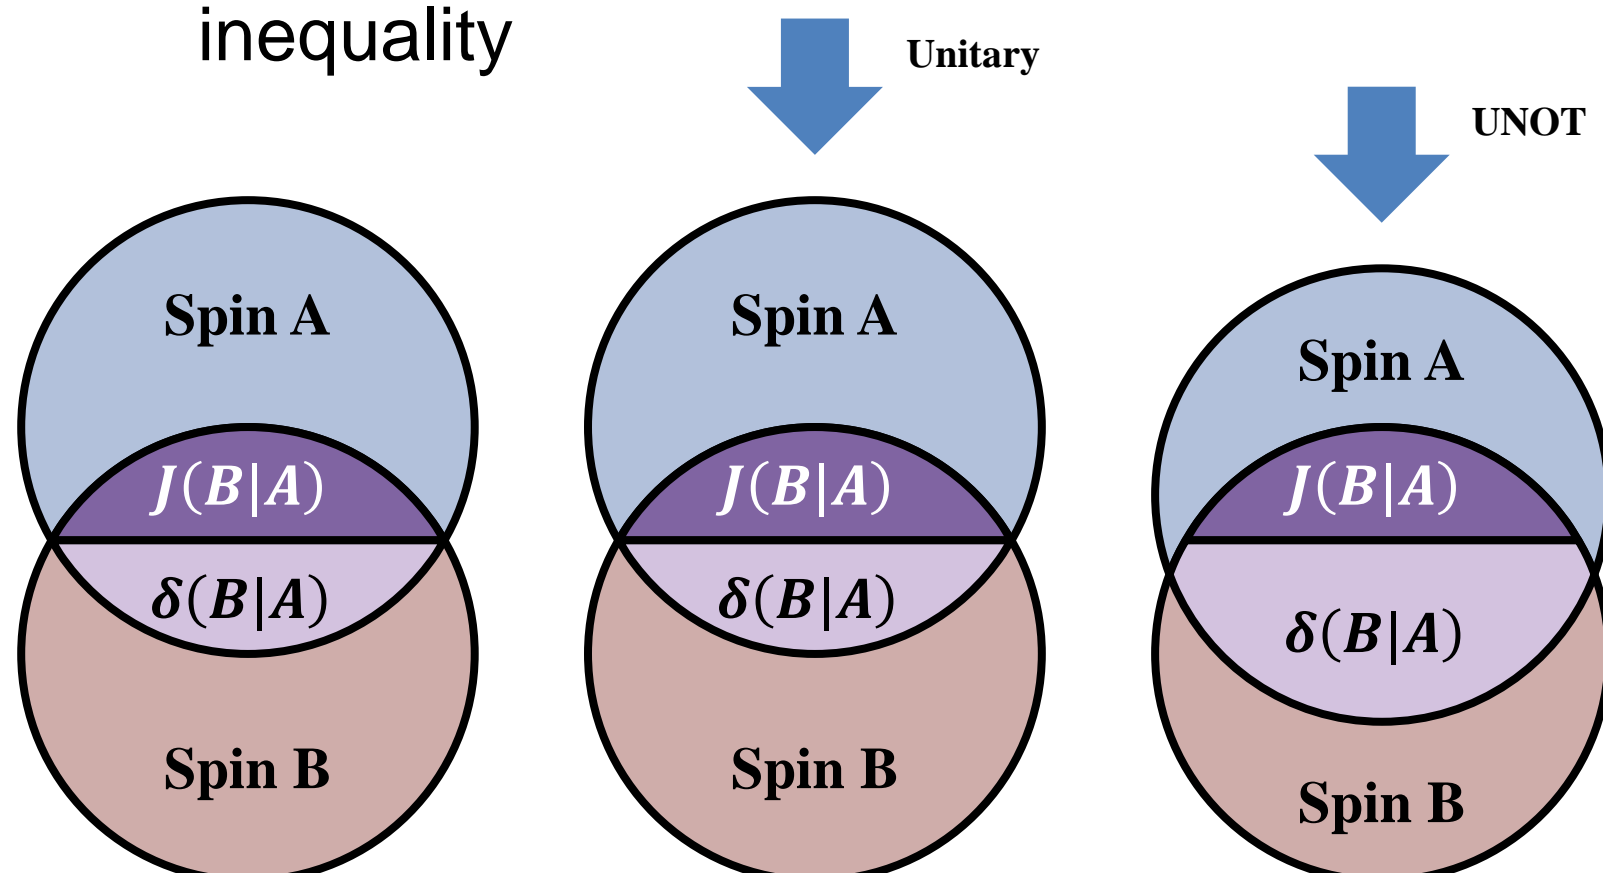 inequality
Unitary
UNOT
Spin A
J(B|A)
δ(B|A)
Spin B
Spin A
J(B|A)
δ(B|A)
Spin B
Spin A
J(B|A)
δ(B|A)
Spin B